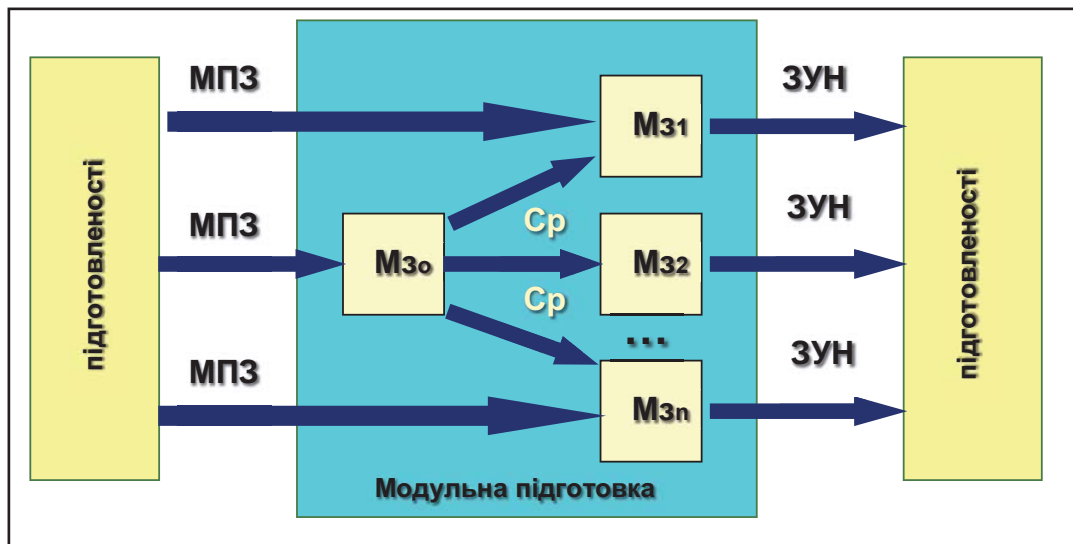 підготовленості
МПЗ
МПЗ
МПЗ
Мзо
Ср
Ср
Мз1
Мз2
...
Мзn
Модульна підготовка
ЗУН
ЗУН
ЗУН
підготовленості